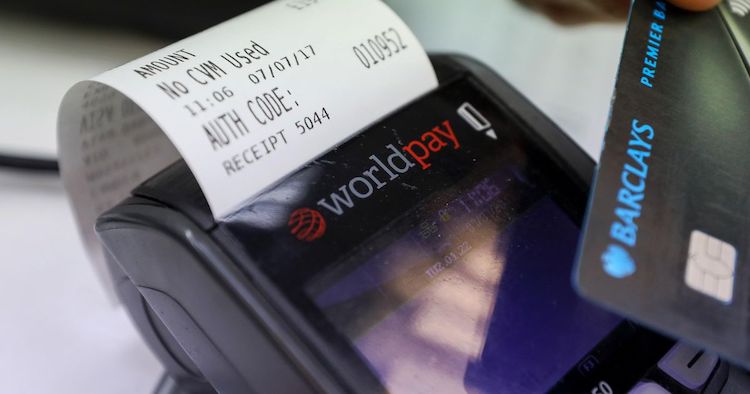 AMOUNT
No CVM Used
11:06 07/07/17
AUTH CODE:
010952
RECEIPT 5044
worldpay
PREMIER
BARCLAYS